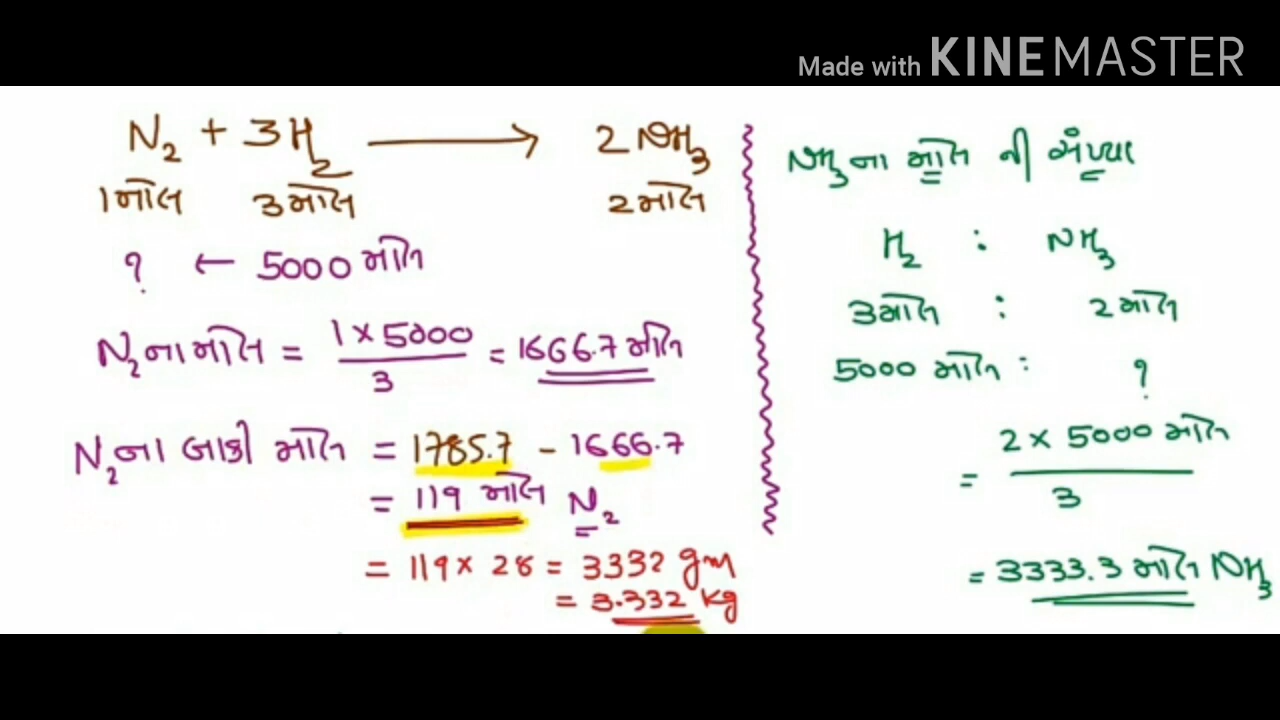 Made with KINEMASTER
N₂ + 3H₂ ⟶ 2NH₃
1મોલ 3મોલ 2મોલ
? ← 5000 મોલ
N₂ના મોલ = 1 × 5000 / 3 = 1666.7 મોલ
N₂ના બાકી મોલ = 1785.7 - 1666.7
= 119 મોલ N₂
= 119 × 28 = 3332 gm
= 3.332 kg
NH₃ના મોલ ની સંખ્યા
H₂ : NH₃
3મોલ : 2મોલ
5000 મોલ : ?
= 2 × 5000 મોલ / 3
= 3333.3 મોલ NH₃